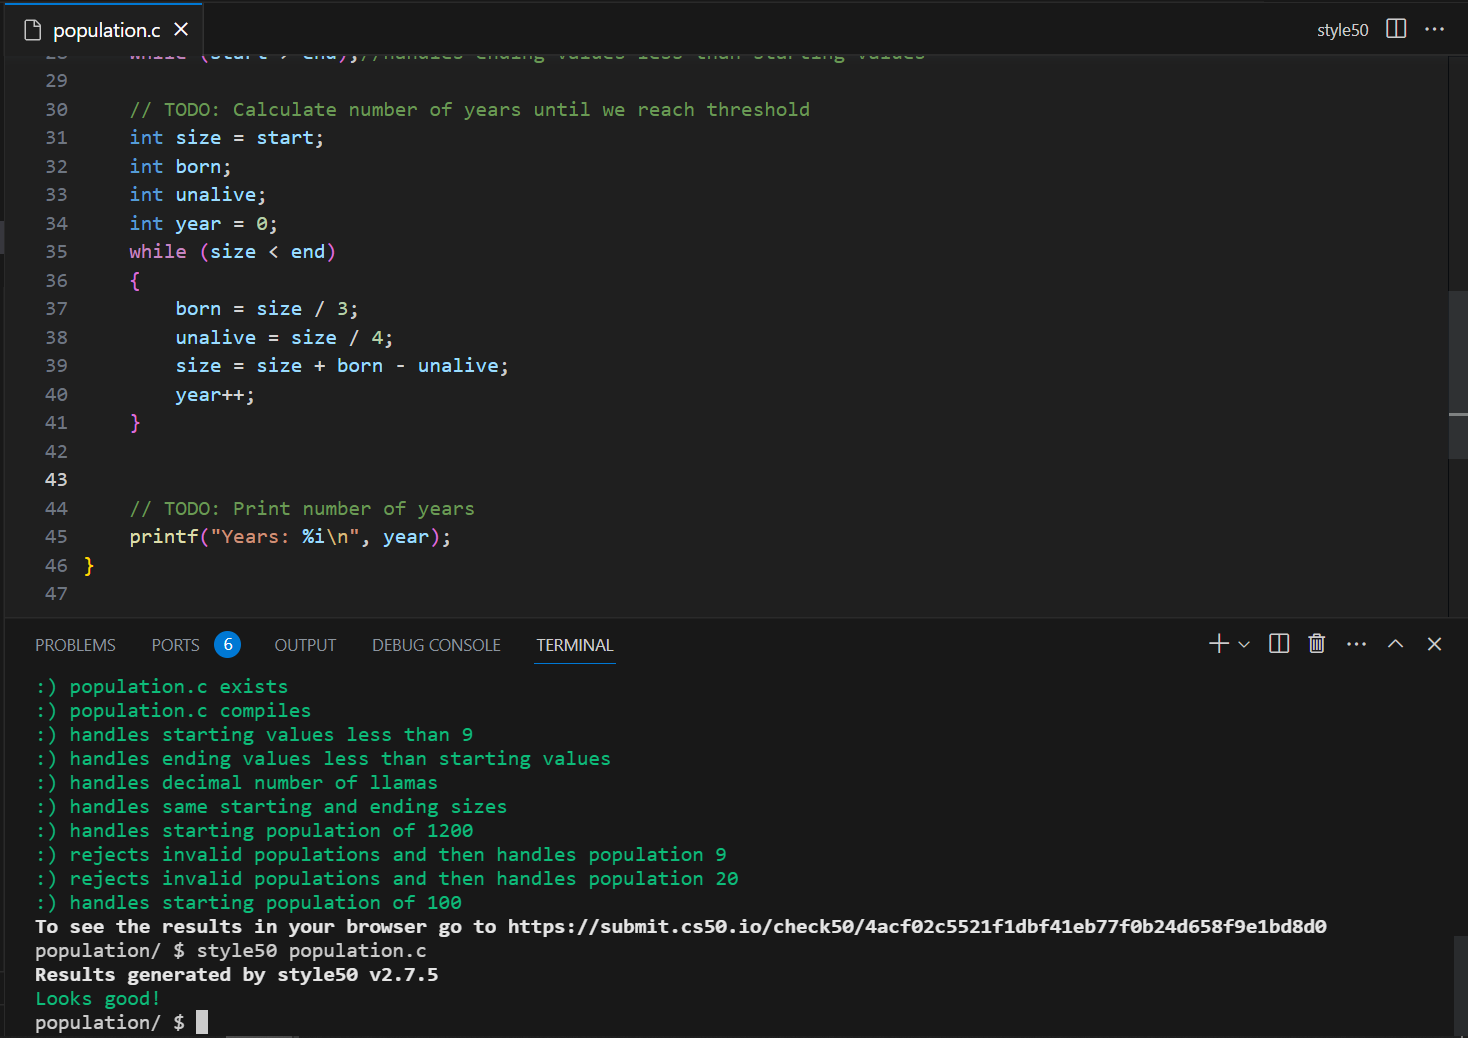 population.c
style50
28 while (start > end);//handles ending values less than starting values
29
30 // TODO: Calculate number of years until we reach threshold
31 int size = start;
32 int born;
33 int unalive;
34 int year = 0;
35 while (size < end)
36 {
37 born = size / 3;
38 unalive = size / 4;
39 size = size + born - unalive;
40 year++;
41 }
42
43
44 // TODO: Print number of years
45 printf("Years: %i\n", year);
46 }
47
PROBLEMS PORTS 6 OUTPUT DEBUG CONSOLE TERMINAL
:) population.c exists
:) population.c compiles
:) handles starting values less than 9
:) handles ending values less than starting values
:) handles decimal number of llamas
:) handles same starting and ending sizes
:) handles starting population of 1200
:) rejects invalid populations and then handles population 9
:) rejects invalid populations and then handles population 20
:) handles starting population of 100
To see the results in your browser go to https://submit.cs50.io/check50/4acf02c5521f1dbf41eb77f0b24d658f9e1bd8d0
population/ $ style50 population.c
Results generated by style50 v2.7.5
Looks good!
population/ $